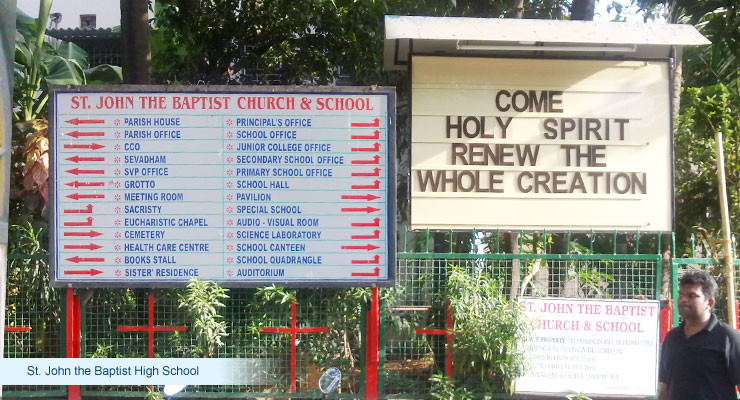 ST. JOHN THE BAPTIST CHURCH & SCHOOL
PARISH HOUSE
PARISH OFFICE
CCO
SEVADHAM
SVP OFFICE
GROTTO
MEETING ROOM
SACRISTY
EUCHARISTIC CHAPEL
CEMETERY
HEALTH CARE CENTRE
BOOKS STALL
SISTER' RESIDENCE
PRINCIPAL'S OFFICE
SCHOOL OFFICE
JUNIOR COLLEGE OFFICE
SECONDARY SCHOOL OFFICE
PRIMARY SCHOOL OFFICE
SCHOOL HALL
PAVILION
SPECIAL SCHOOL
AUDIO - VISUAL ROOM
SCIENCE LABORATORY
SCHOOL CANTEEN
SCHOOL QUADRANGLE
AUDITORIUM
COME
HOLY SPIRIT
RENEW THE
WHOLE CREATION
ST. JOHN THE BAPTIST
CHURCH & SCHOOL
PROPERTY
St. John the Baptist High School